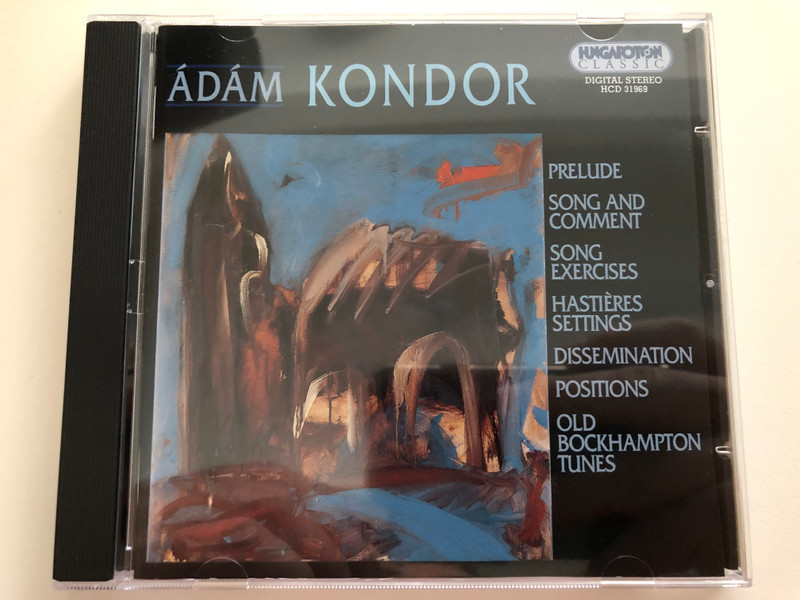 ÁDÁM KONDOR
HUNGAROTON
CLASSIC
DIGITAL STEREO
HCD 31969
PRELUDE
SONG AND
COMMENT
SONG
EXERCISES
HASTIÈRES
SETTINGS
DISSEMINATION
POSITIONS
OLD
BOCKHAMPTON
TUNES